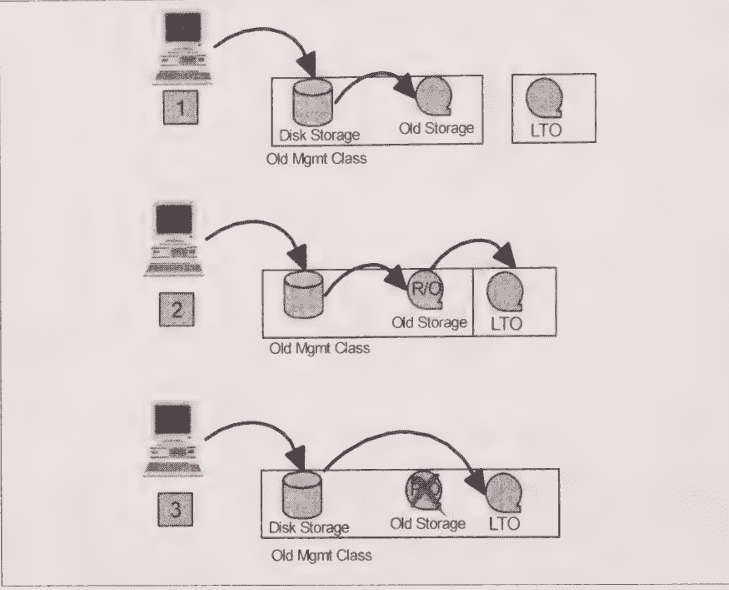 1
Disk Storage
Old Storage
LTO
Old Mgmt Class
2
R/O
Old Storage
LTO
Old Mgmt Class
3
Disk Storage
Old Storage
LTO
Old Mgmt Class